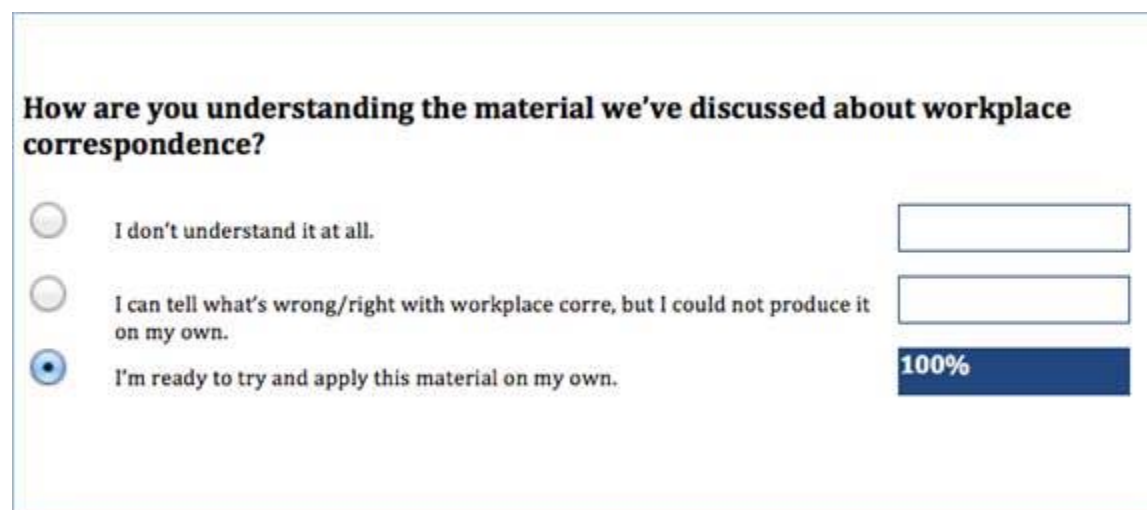 How are you understanding the material we've discussed about workplace
correspondence?
I don't understand it at all.
I can tell what's wrong/right with workplace corre, but I could not produce it
on my own.
I'm ready to try and apply this material on my own.
100%